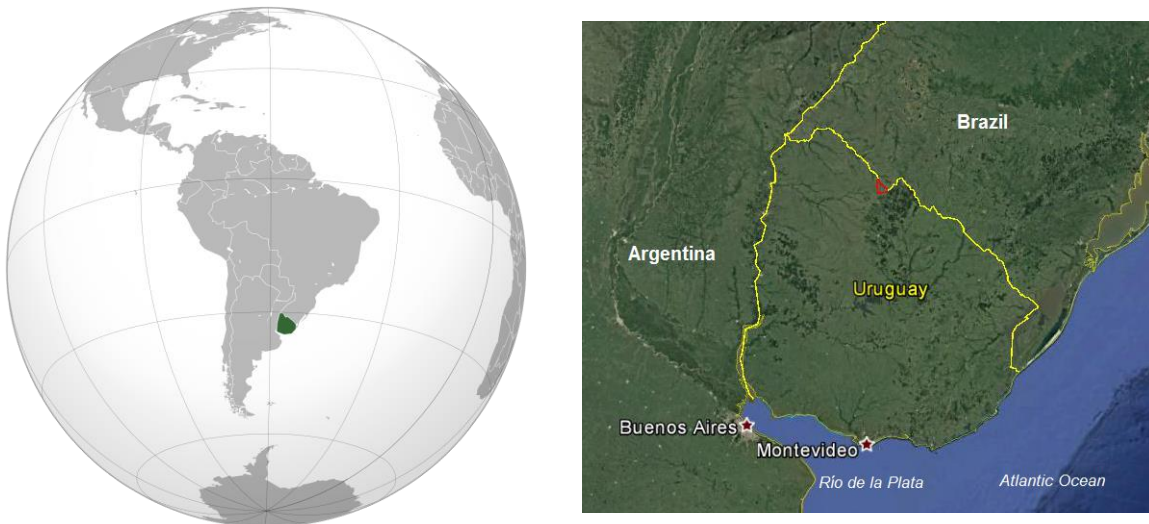 Brazil
Argentina
Uruguay
Buenos Aires
Montevideo
Río de la Plata
Atlantic Ocean